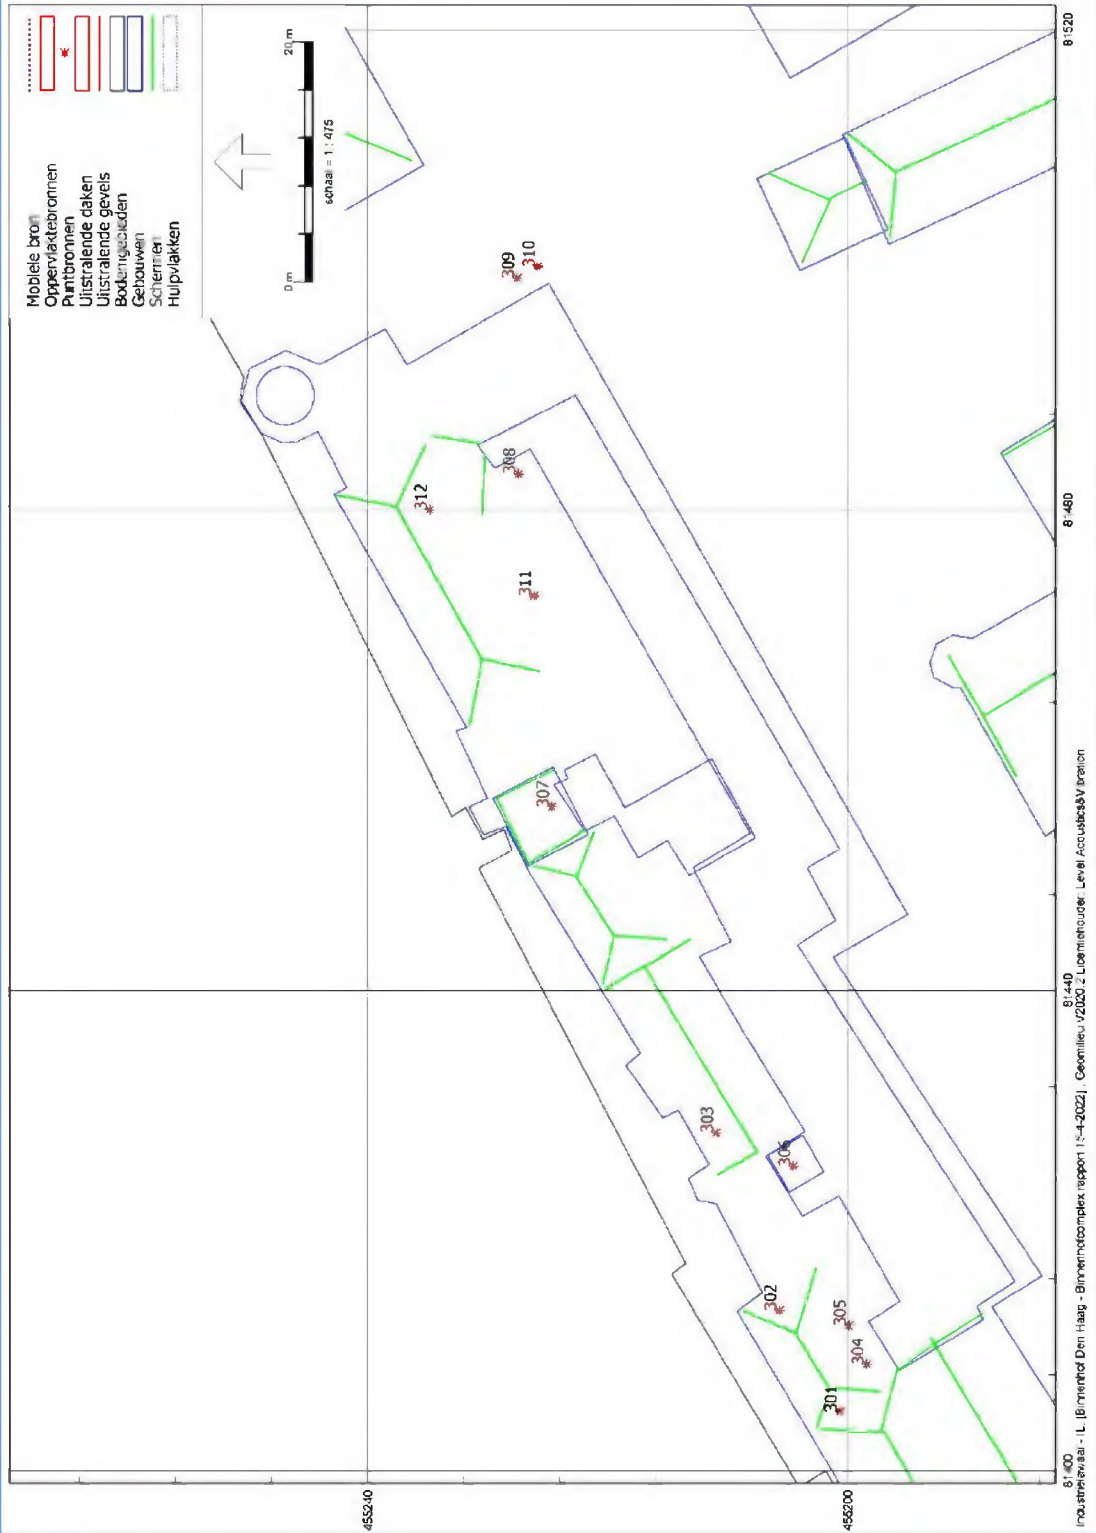 Mobiele bron
Oppervlaktebronnen
Puntbronnen
Uitstralende daken
Uitstralende gevels
Bodemgebieden
Gebouwen
Schermen
Hulpvlakken
0 m
20 m
schaal = 1 : 475
309
310
308
312
311
307
303
306
302
305
304
301
455240
455200
81400
81440
81480
81520
Industrielawaai - IL, [Binnenhof Den Haag - Binnenhofcomplex rapport 15-4-2022] , Geomilieu V2020.2 Licentiehouder: Level Acoustics&Vibration